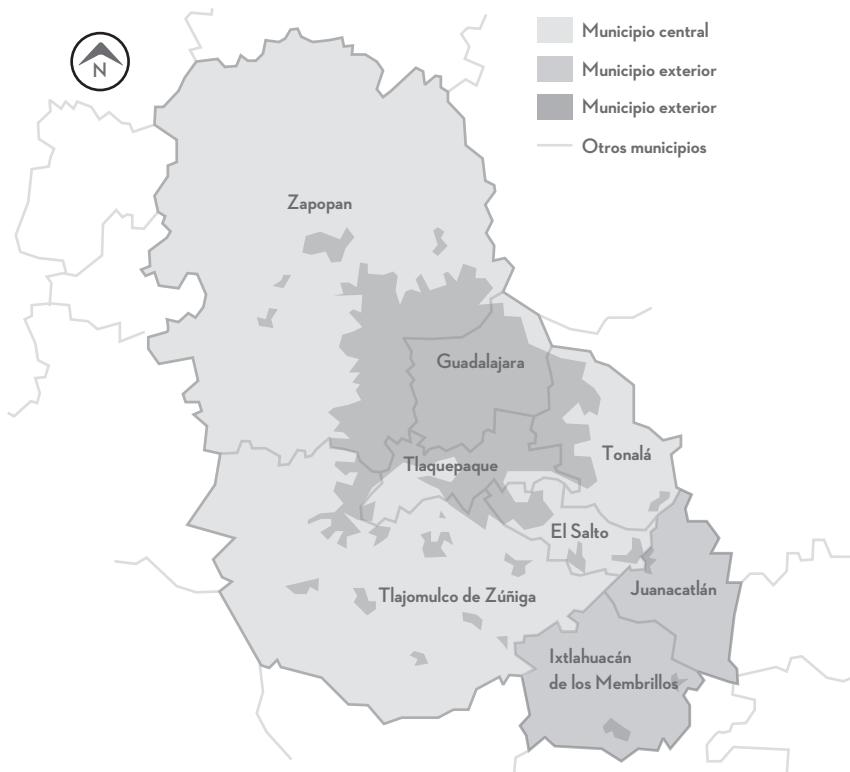 N
Municipio central
Municipio exterior
Municipio exterior
Otros municipios
Zapopan
Guadalajara
Tlaquepaque
Tonalá
El Salto
Juanacatlán
Tlajomulco de Zúñiga
Ixtlahuacán
de los Membrillos